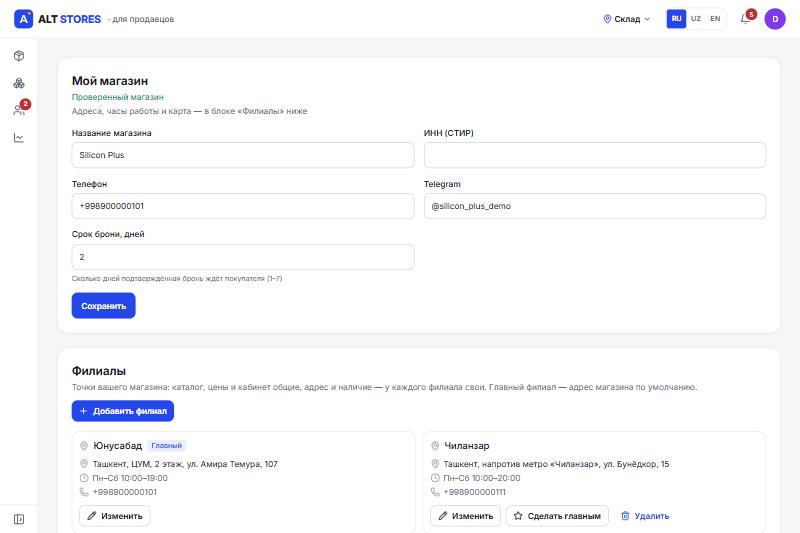 A ALT STORES · для продавцов
Склад
RU UZ EN
5
D
2
Мой магазин
Проверенный магазин
Адреса, часы работы и карта — в блоке «Филиалы» ниже
Название магазина
ИНН (СТИР)
Silicon Plus
Телефон
Telegram
+998900000101
@silicon_plus_demo
Срок брони, дней
2
Сколько дней подтверждённая бронь ждёт покупателя (1–7)
Сохранить
Филиалы
Точки вашего магазина: каталог, цены и кабинет общие, адрес и наличие — у каждого филиала свои. Главный филиал — адрес магазина по умолчанию.
+ Добавить филиал
Юнусабад Главный
Ташкент, ЦУМ, 2 этаж, ул. Амира Темура, 107
Пн–Сб 10:00–19:00
+998900000101
Изменить
Чиланзар
Ташкент, напротив метро «Чиланзар», ул. Бунёдкор, 15
Пн–Сб 10:00–20:00
+998900000111
Изменить Сделать главным Удалить